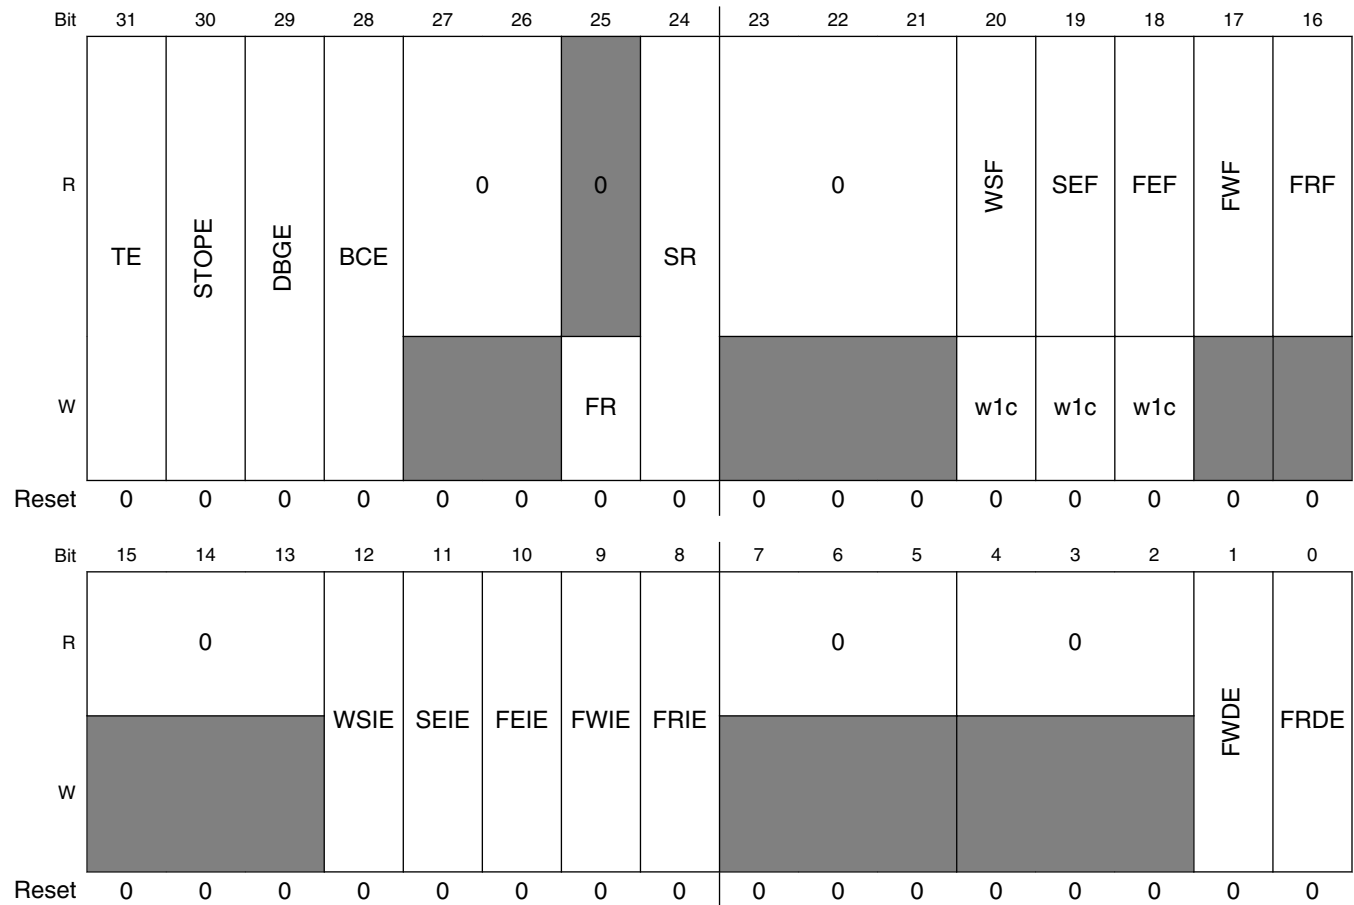 Bit 31 30 29 28 27 26 25 24 23 22 21 20 19 18 17 16
R 0 0 0 WSF SEF FEF FWF FRF
TE STOPE DBGE BCE SR
W FR w1c w1c w1c
Reset 0 0 0 0 0 0 0 0 0 0 0 0 0 0 0 0
Bit 15 14 13 12 11 10 9 8 7 6 5 4 3 2 1 0
R 0 0 0
WSIE SEIE FEIE FWIE FRIE FWDE FRDE
W
Reset 0 0 0 0 0 0 0 0 0 0 0 0 0 0 0 0